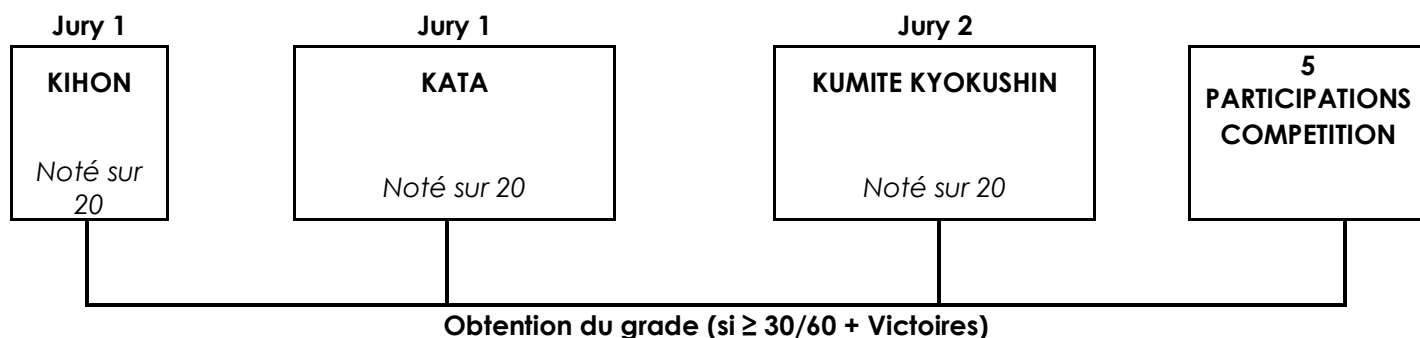 Jury 1
KIHON
Noté sur
20
Jury 1
KATA
Noté sur 20
Jury 2
KUMITE KYOKUSHIN
Noté sur 20
5
PARTICIPATIONS
COMPETITION
Obtention du grade (si ≥ 30/60 + Victoires)